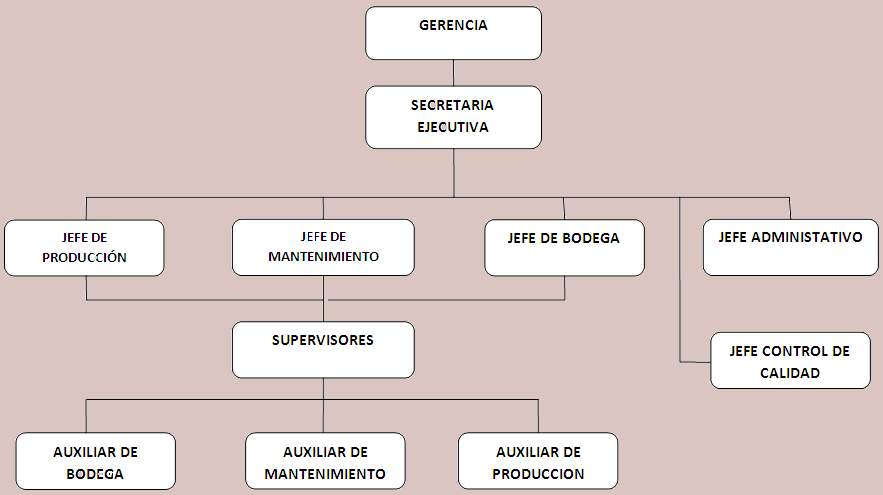 GERENCIA
SECRETARIA
EJECUTIVA
JEFE DE
PRODUCCIÓN
JEFE DE
MANTENIMIENTO
JEFE DE BODEGA
JEFE ADMINISTATIVO
SUPERVISORES
JEFE CONTROL DE
CALIDAD
AUXILIAR DE
BODEGA
AUXILIAR DE
MANTENIMIENTO
AUXILIAR DE
PRODUCCION